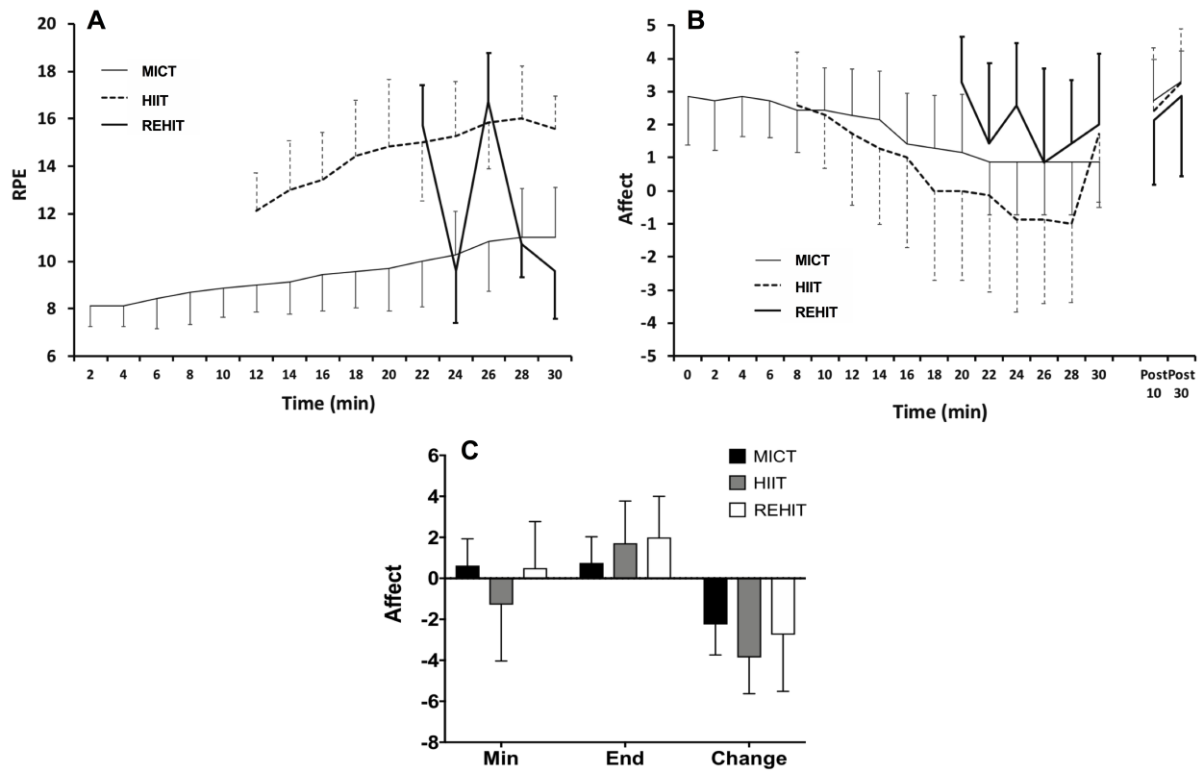 A
20
18
16
14
12
10
8
6
RPE
MICT
HIIT
REHIT
2 4 6 8 10 12 14 16 18 20 22 24 26 28 30
Time (min)
B
5
4
3
2
1
0
-1
-2
-3
-4
-5
Affect
MICT
HIIT
REHIT
0 2 4 6 8 10 12 14 16 18 20 22 24 26 28 30 Post Post
10 30
Time (min)
C
6
4
2
0
-2
-4
-6
-8
Affect
MICT
HIIT
REHIT
Min End Change